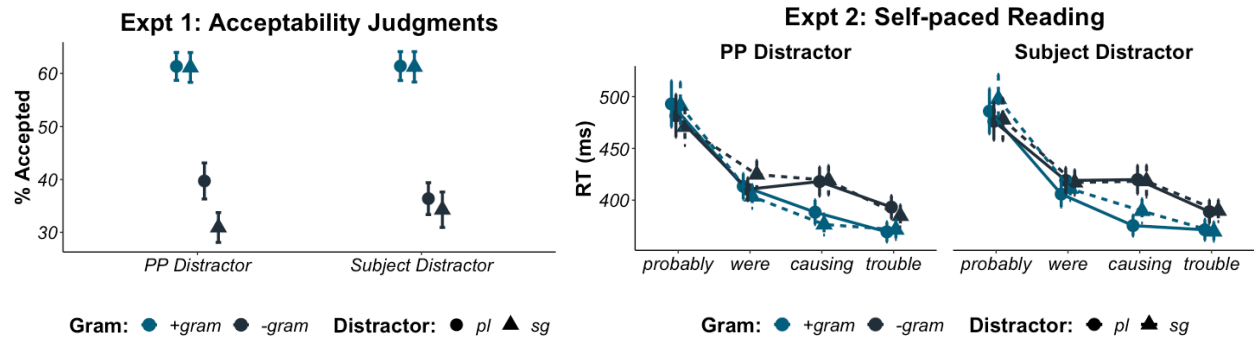 Expt 1: Acceptability Judgments
% Accepted
60
50
40
30
PP Distractor
Subject Distractor
Gram: +gram -gram Distractor: pl sg
Expt 2: Self-paced Reading
PP Distractor
Subject Distractor
RT (ms)
500
450
400
probably were causing trouble
probably were causing trouble
Gram: +gram -gram Distractor: pl sg